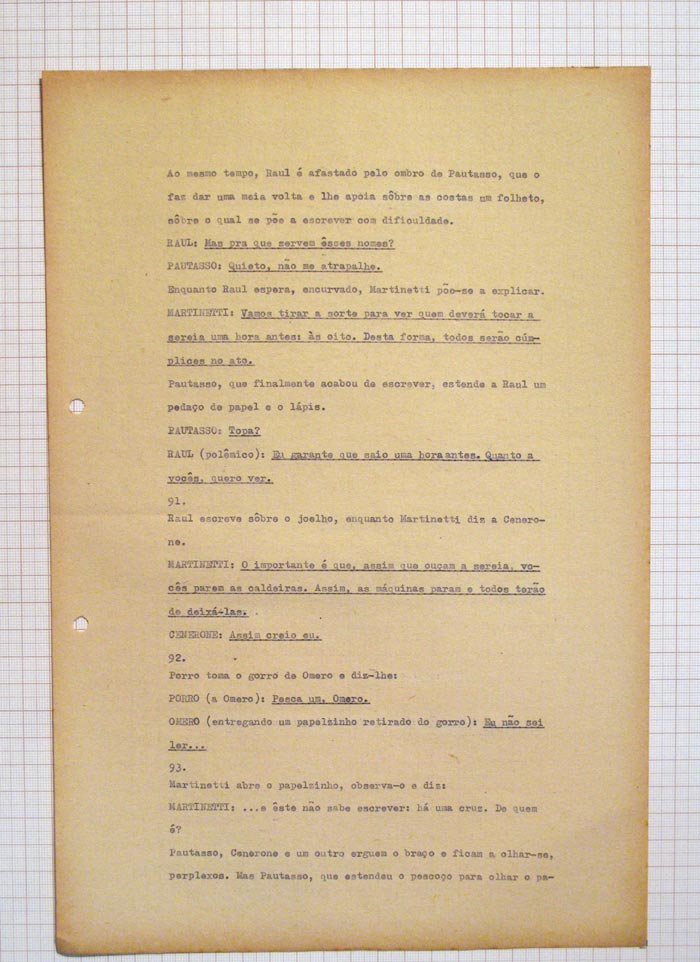 Ao mesmo tempo, Raul é afastado pelo ombro de Pautasso, que o
faz dar uma meia volta e lhe apoia sôbre as costas um folheto,
sôbre o qual se põe a escrever com dificuldade.
RAUL: Mas pra que servem êsses nomes?
PAUTASSO: Quieto, não me atrapalhe.
Enquanto Raul espera, encurvado, Martinetti põe-se a explicar.
MARTINETTI: Vamos tirar a sorte para ver quem deverá tocar a
sereia uma hora antes: às oito. Desta forma, todos serão cúm-
plices no ato.
Pautasso, que finalmente acabou de escrever, estende a Raul um
pedaço de papel e o lápis.
PAUTASSO: Topa?
RAUL (polêmico): Eu garante que saio uma hora antes. Quanto a
vocês, quero ver.
91.
Raul escreve sôbre o joelho, enquanto Martinetti diz a Cenero-
ne.
MARTINETTI: O importante é que, assim que ouçam a sereia, vo-
cês parem as caldeiras. Assim, as máquinas param e todos terão
de deixá-las.
CENERONE: Assim creio eu.
92.
Porro toma o gorro de Omero e diz-lhe:
PORRO (a Omero): Pesca um, Omero.
OMERO (entregando um papelzinho retirado do gorro): Eu não sei
ler...
93.
Martinetti abre o papelzinho, observa-o e diz:
MARTINETTI: ...e êste não sabe escrever: há uma cruz. De quem
é?
Pautasso, Cenerone e um outro erguem o braço e ficam a olhar-se,
perplexos. Mas Pautasso, que estendeu o pescoço para olhar o pa-